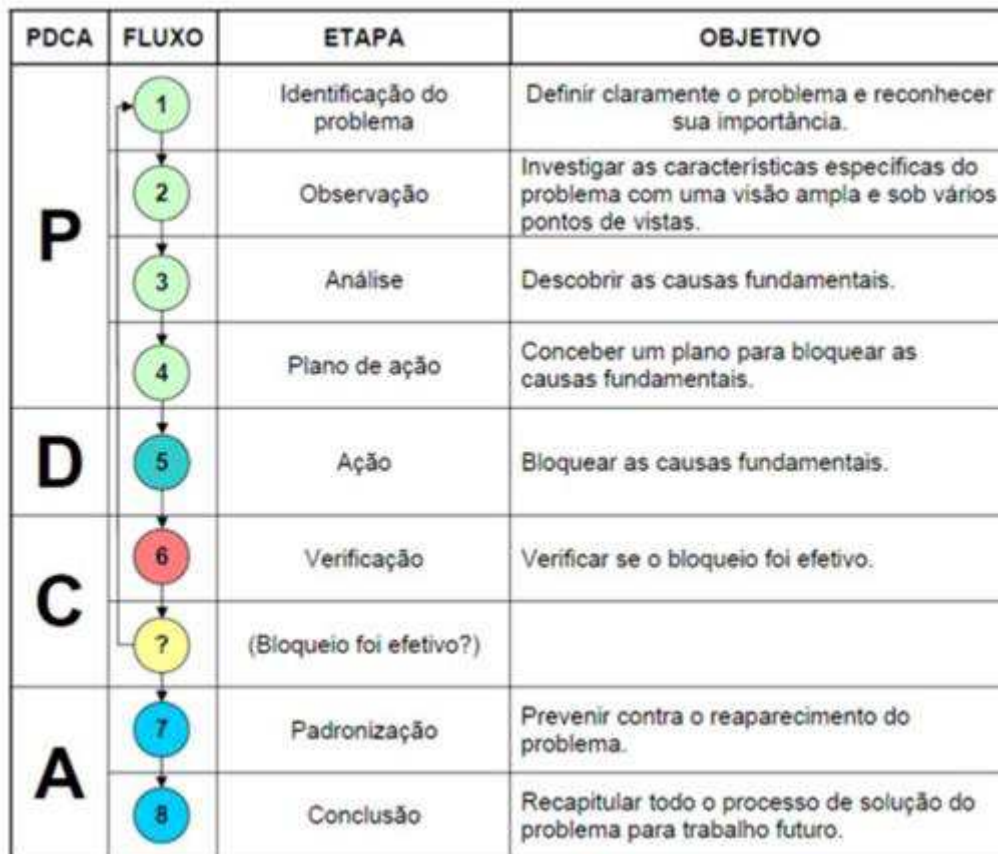 PDCA FLUXO ETAPA OBJETIVO
P
1 Identificação do
problema
Definir claramente o problema e reconhecer
sua importância.
2 Observação
Investigar as características específicas do
problema com uma visão ampla e sob vários
pontos de vistas.
3 Análise Descobrir as causas fundamentais.
4 Plano de ação
Conceber um plano para bloquear as
causas fundamentais.
D
5 Ação Bloquear as causas fundamentais.
C
6 Verificação Verificar se o bloqueio foi efetivo.
? (Bloqueio foi efetivo?)
A
7 Padronização
Prevenir contra o reaparecimento do
problema.
8 Conclusão
Recapitular todo o processo de solução do
problema para trabalho futuro.